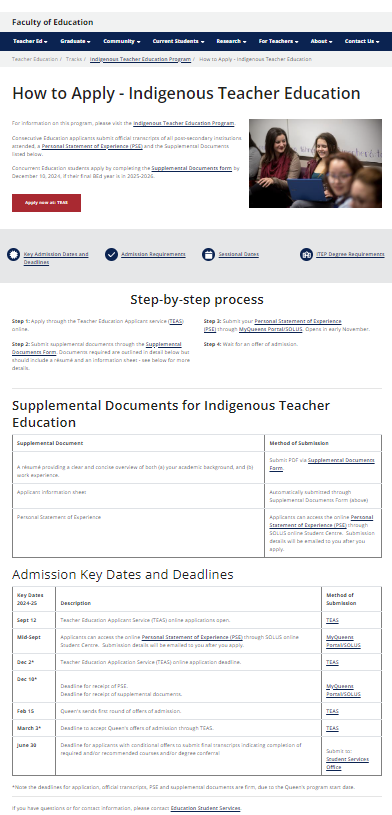 Faculty of Education
Teacher Ed Graduate Community Current Students Research For Teachers About Contact Us
Teacher Education / Tracks / Indigenous Teacher Education Program / How to Apply - Indigenous Teacher Education
How to Apply - Indigenous Teacher Education
For information on this program, please visit the Indigenous Teacher Education Program.
Consecutive Education applicants submit official transcripts of all post-secondary institutions
attended, a Personal Statement of Experience (PSE) and the Supplemental Documents
listed below.
Concurrent Education students apply by completing the Supplemental Documents form by
December 10, 2024, if their final BEd year is in 2025-2026.
Apply now at: TEAS
Key Admission Dates and
Deadlines
Admission Requirements
Sessional Dates
ITEP Degree Requirements
Step-by-step process
Step 1: Apply through the Teacher Education Applicant service (TEAS)
online.
Step 2: Submit supplemental documents through the Supplemental
Documents Form. Documents required are outlined in detail below but
should include a résumé and an information sheet - see below for more
details.
Step 3: Submit your Personal Statement of Experience
(PSE) through MyQueens Portal/SOLUS. Opens in early November.
Step 4: Wait for an offer of admission.
Supplemental Documents for Indigenous Teacher
Education
Supplemental Document Method of Submission
A résumé providing a clear and concise overview of both (a) your academic background, and (b)
work experience.
Submit PDF via Supplemental Documents
Form.
Applicant information sheet
Automatically submitted through
Supplemental Documents Form (above)
Personal Statement of Experience
Applicants can access the online Personal
Statement of Experience (PSE) through
SOLUS online Student Centre. Submission
details will be emailed to you after you
apply.
Admission Key Dates and Deadlines
Key Dates
2024-25
Description
Method of
Submission
Sept 12 Teacher Education Applicant Service (TEAS) online applications open. TEAS
Mid-Sept Applicants can access the online Personal Statement of Experience (PSE) through SOLUS online
Student Centre. Submission details will be emailed to you after you apply.
MyQueens
Portal/SOLUS
Dec 2* Teacher Education Application Service (TEAS) online application deadline. TEAS
Dec 10*
Deadline for receipt of PSE.
Deadline for receipt of supplemental documents.
MyQueens
Portal/SOLUS
Feb 15 Queen's sends first round of offers of admission. TEAS
March 3* Deadline to accept Queen's offers of admission through TEAS. TEAS
June 30 Deadline for applicants with conditional offers to submit final transcripts indicating completion of
required and/or recommended courses and/or degree conferral
Submit to:
Student Services
Office
*Note the deadlines for application, official transcripts, PSE and supplemental documents are firm, due to the Queen's program start date.
If you have questions or for contact information, please contact Education Student Services.